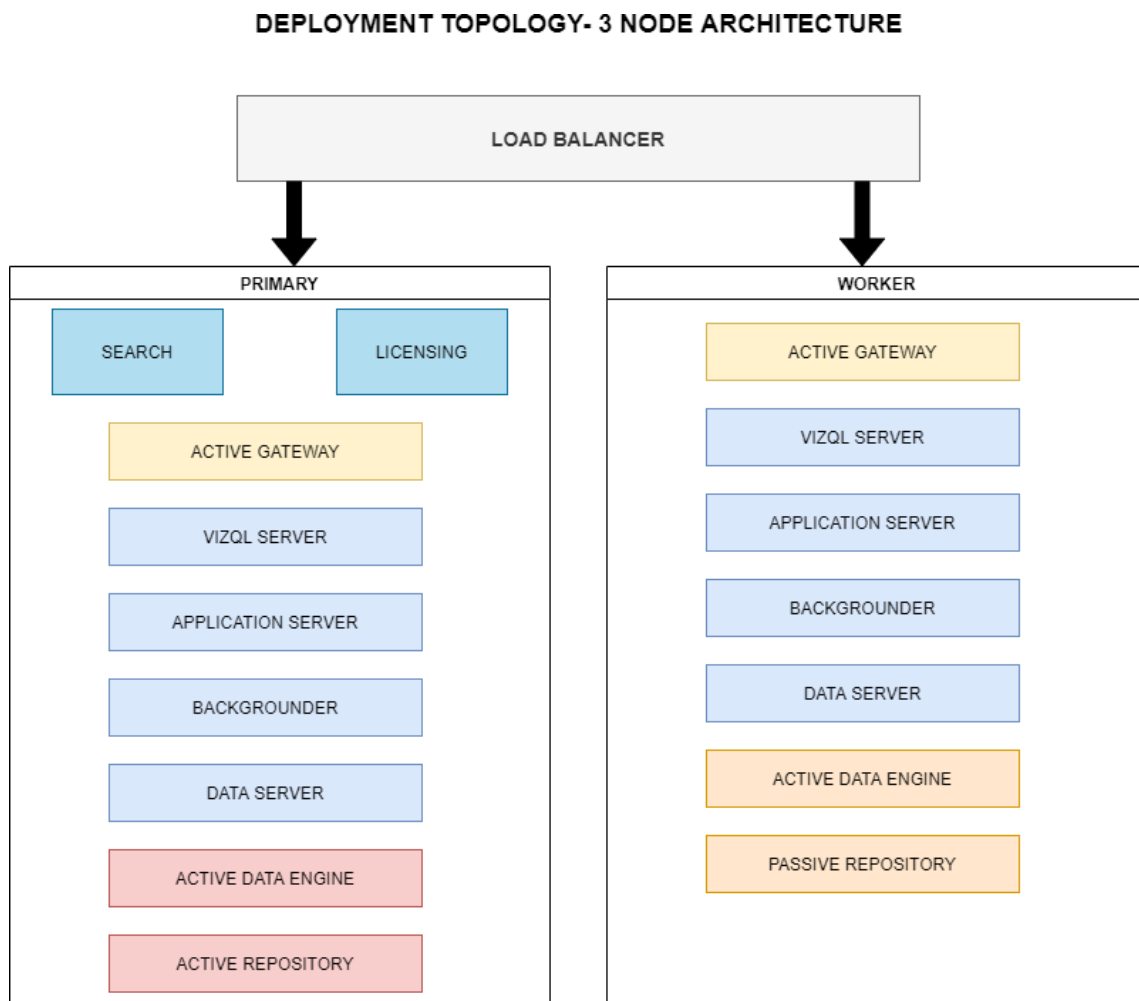 DEPLOYMENT TOPOLOGY- 3 NODE ARCHITECTURE
LOAD BALANCER
PRIMARY
SEARCH
LICENSING
ACTIVE GATEWAY
VIZQL SERVER
APPLICATION SERVER
BACKGROUNDER
DATA SERVER
ACTIVE DATA ENGINE
ACTIVE REPOSITORY
WORKER
ACTIVE GATEWAY
VIZQL SERVER
APPLICATION SERVER
BACKGROUNDER
DATA SERVER
ACTIVE DATA ENGINE
PASSIVE REPOSITORY